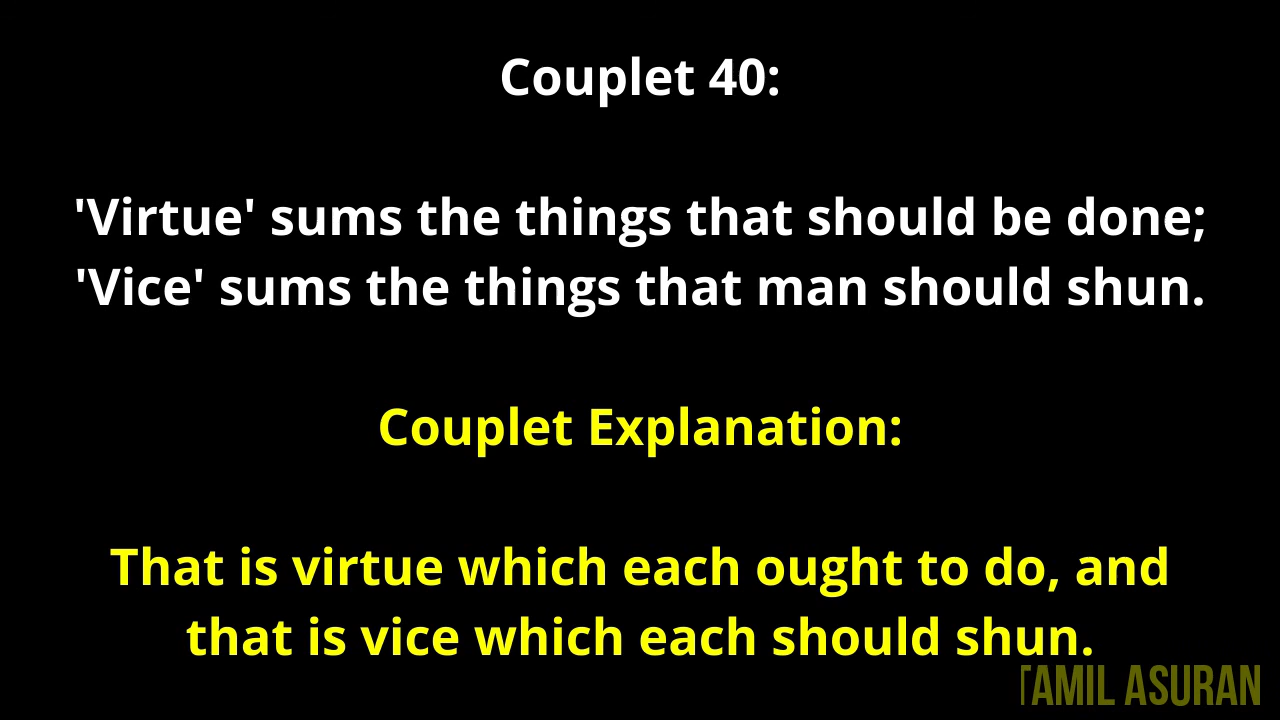 Couplet 40:
'Virtue' sums the things that should be done;
'Vice' sums the things that man should shun.
Couplet Explanation:
That is virtue which each ought to do, and
that is vice which each should shun.
TAMIL ASURAN